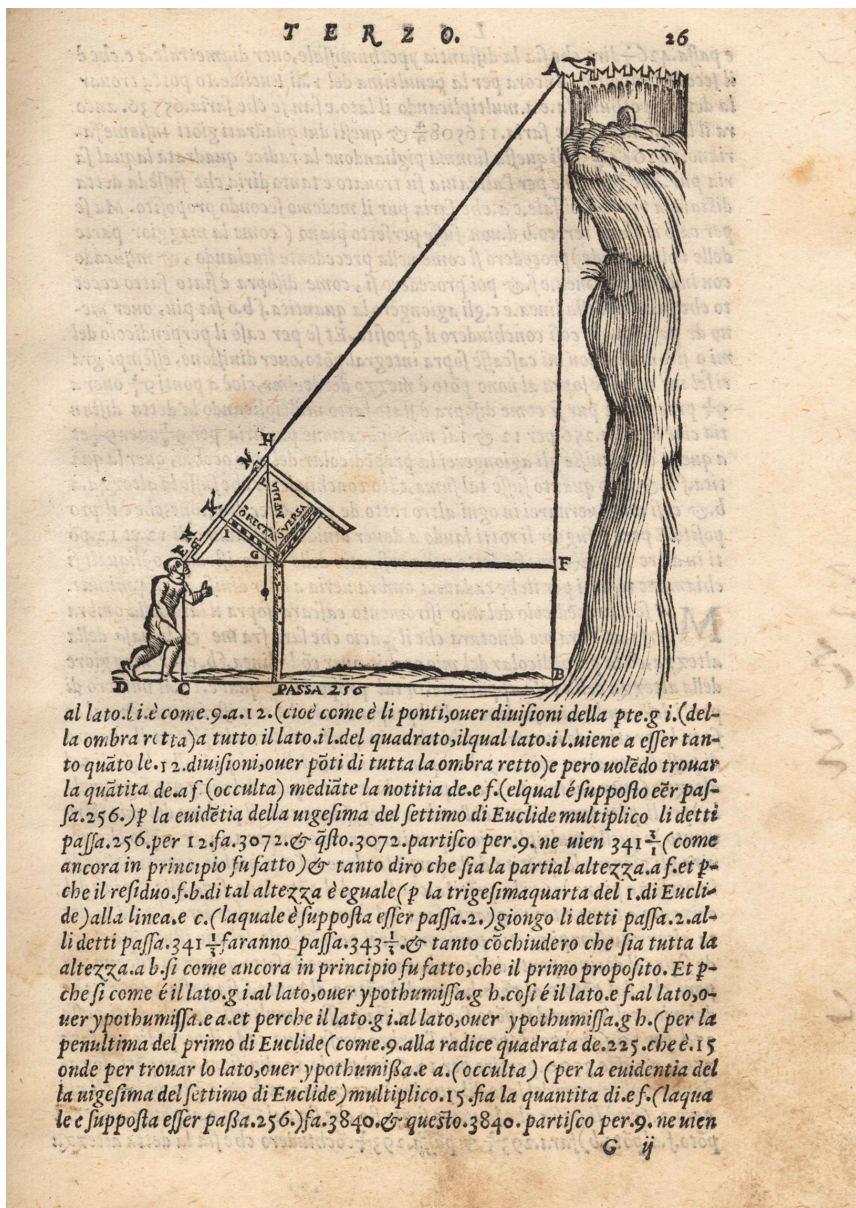 TERZO. 26
A
H
N
K
E N
P
I
G
ŌRECTA
VMBRA
VERSA
F
D C B
PASSA 256
al lato.l i.è come.9.a.12.(cioè come è li ponti,ouer diuisioni della pte.g i.(del-
la ombra retta)a tutto il lato.i l.del quadrato,ilqual lato.i l.uiene a esser tan-
to quāto le.12.diuisioni,ouer pōti di tutta la ombra retto)e pero uolēdo trouar
la quātita de.a f (occulta) mediāte la notitia de.e f.(elqual é supposto eēr pas-
sa.256.)p la euidētia della uigesima del settimo di Euclide multiplico li detti
passa.256.per 12.fa.3072.& q̄sto.3072.partisco per.9. ne uien 341 3/1 (come
ancora in principio fu fatto)& tanto diro che sia la partial altezza.a f.et p-
che il residuo.f.b.di tal altezza è eguale(p la trigesimaquarta del 1.di Eucli-
de)alla linea.e c.(laquale è supposta esser passa.2.)giongo li detti passa.2.al-
li detti passa.341 1/3 faranno passa.343 1/3.& tanto cōchiudero che sia tutta la
altezza.a b.si come ancora in principio fu fatto,che il primo proposito. Et p-
che si come é il lato.g i.al lato,ouer ypothumissa.g h.cosi é il lato.e f.al lato,o-
uer ypothumissa.e a.et perche il lato.g i.al lato,ouer ypothumissa.g h.(per la
penultima del primo di Euclide(come.9.alla radice quadrata de.225.che è.15
onde per trouar lo lato,ouer ypothumißa.e a.(occulta) (per la euidentia del
la uigesima del settimo di Euclide)multiplico.15.fia la quantita di.e f.(laqua
le e supposta esser paßa.256.)fa.3840.& questo.3840.partisco per.9. ne uien
G ij